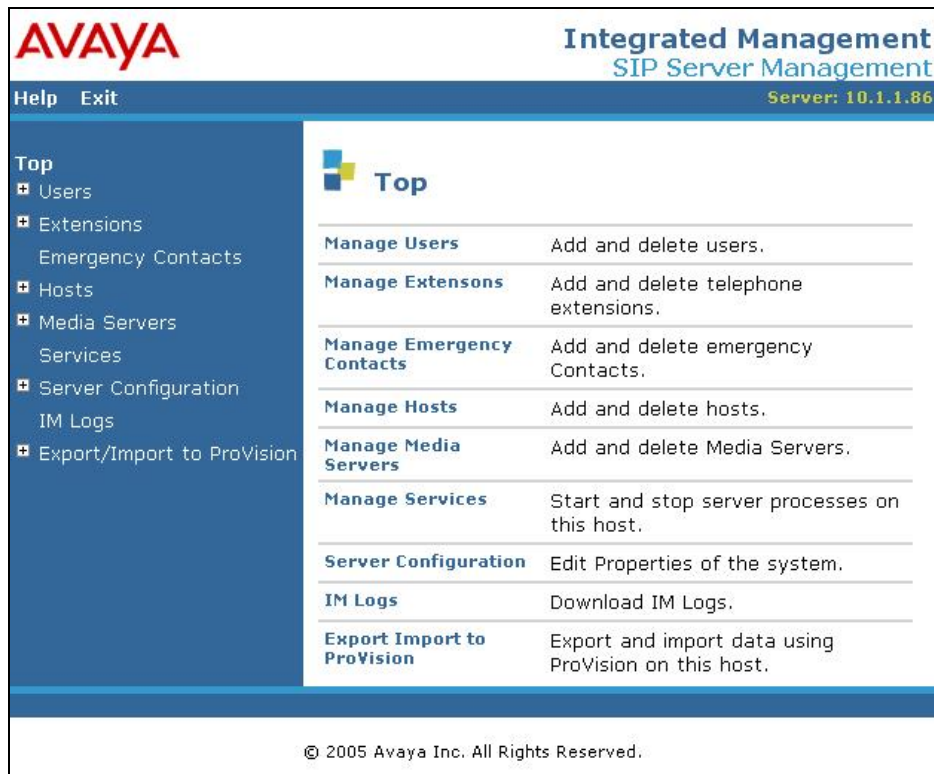 AVAYA
Integrated Management
SIP Server Management
Help Exit
Server: 10.1.1.86
Top
Users
Extensions
Emergency Contacts
Hosts
Media Servers
Services
Server Configuration
IM Logs
Export/Import to ProVision
Top
Manage Users
Add and delete users.
Manage Extensons
Add and delete telephone
extensions.
Manage Emergency
Contacts
Add and delete emergency
Contacts.
Manage Hosts
Add and delete hosts.
Manage Media
Servers
Add and delete Media Servers.
Manage Services
Start and stop server processes on
this host.
Server Configuration
Edit Properties of the system.
IM Logs
Download IM Logs.
Export Import to
ProVision
Export and import data using
ProVision on this host.
© 2005 Avaya Inc. All Rights Reserved.